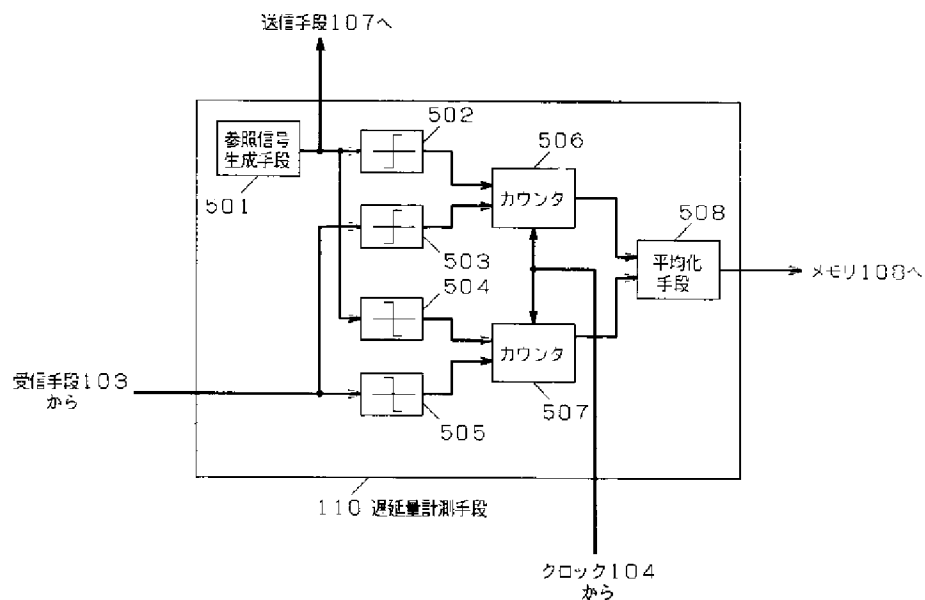 送信手段107へ
参照信号
生成手段
501
502
503
504
505
506
カウンタ
カウンタ
507
508
平均化
手段
メモリ108へ
受信手段103
から
110 遅延量計測手段
クロック104
から